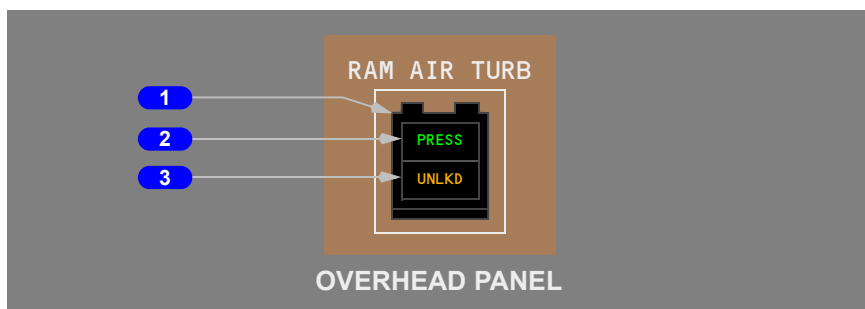 RAM AIR TURB
1
2
PRESS
3
UNLKD
OVERHEAD PANEL